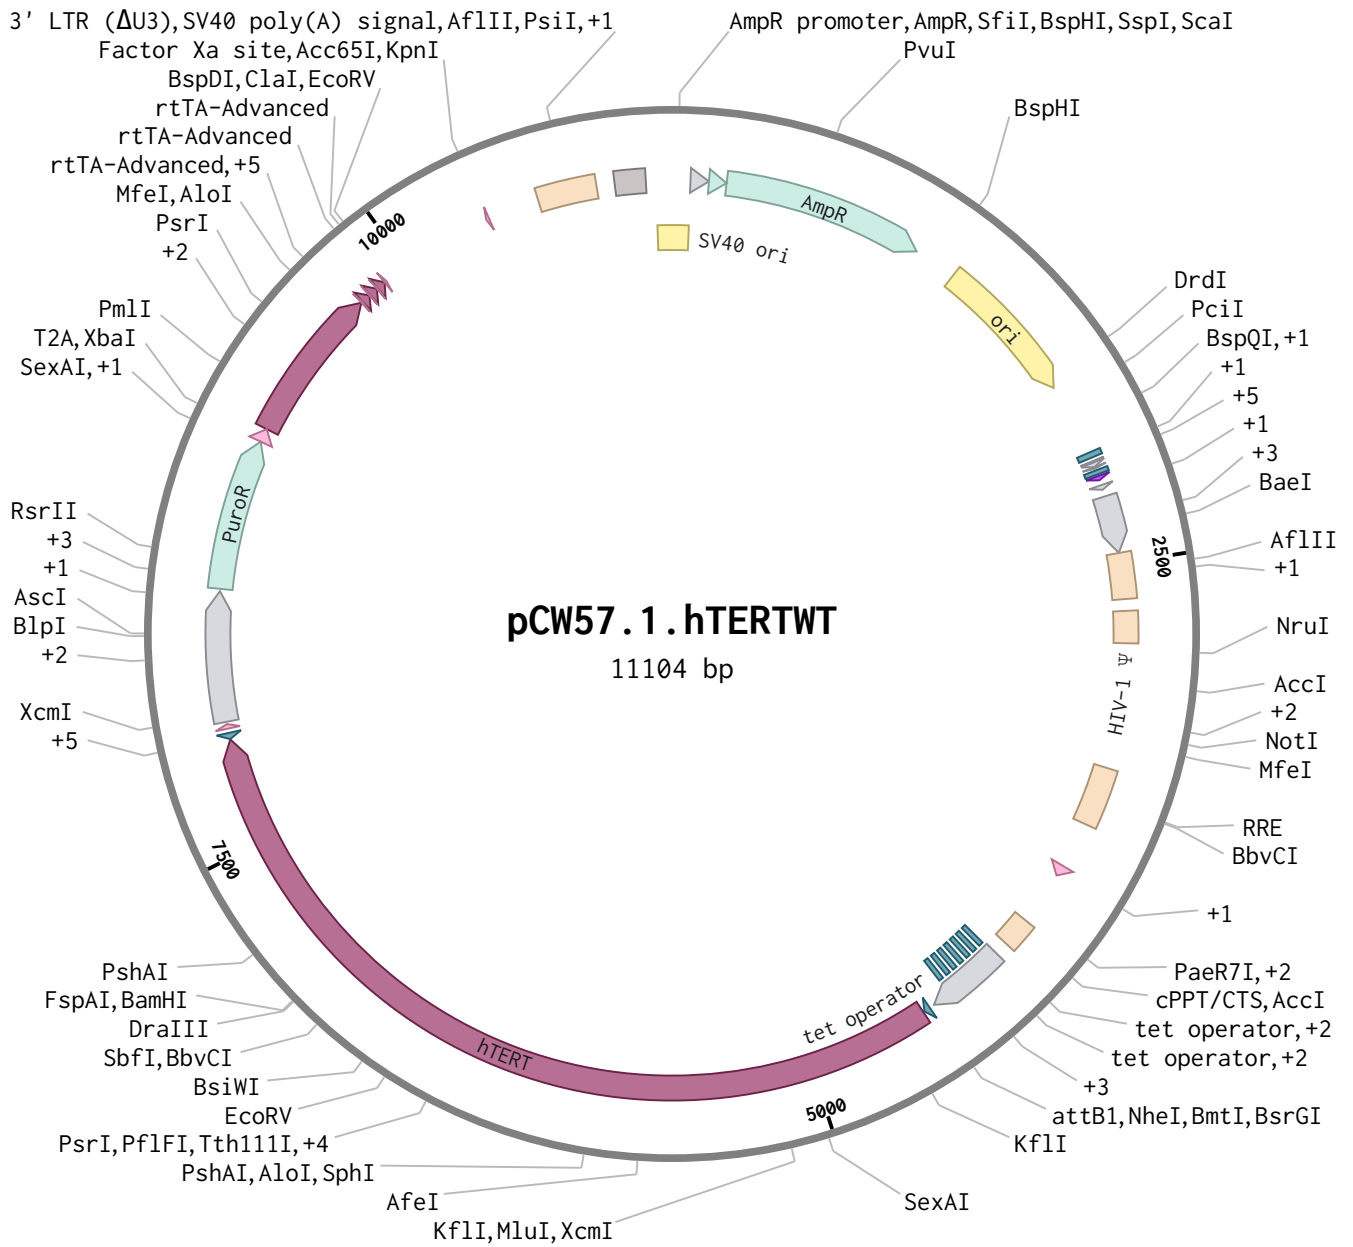 3' LTR (ΔU3),SV40 poly(A) signal,AflII,PsiI,+1
Factor Xa site,Acc65I,KpnI
BspDI,ClaI,EcoRV
rtTA-Advanced
rtTA-Advanced
rtTA-Advanced,+5
MfeI,AloI
PsrI
+2
PmlI
T2A,XbaI
SexAI,+1
RsrII
+3
+1
AscI
BlpI
+2
XcmI
+5
PshAI
FspAI,BamHI
DraIII
SbfI,BbvCI
BsiWI
EcoRV
PsrI,PflFI,Tth111I,+4
PshAI,AloI,SphI
AfeI
KflI,MluI,XcmI
AmpR promoter,AmpR,SfiI,BspHI,SspI,ScaI
PvuI
BspHI
DrdI
PciI
BspQI,+1
+1
+5
+1
+3
BaeI
AflII
+1
NruI
AccI
+2
NotI
MfeI
RRE
BbvCI
+1
PaeR7I,+2
cPPT/CTS,AccI
tet operator,+2
tet operator,+2
+3
attB1,NheI,BmtI,BsrGI
KflI
SexAI
10000
2500
5000
7500
AmpR
SV40 ori
ori
HIV-1 Ψ
tet operator
hTERT
PuroR
pCW57.1.hTERTWT
11104 bp